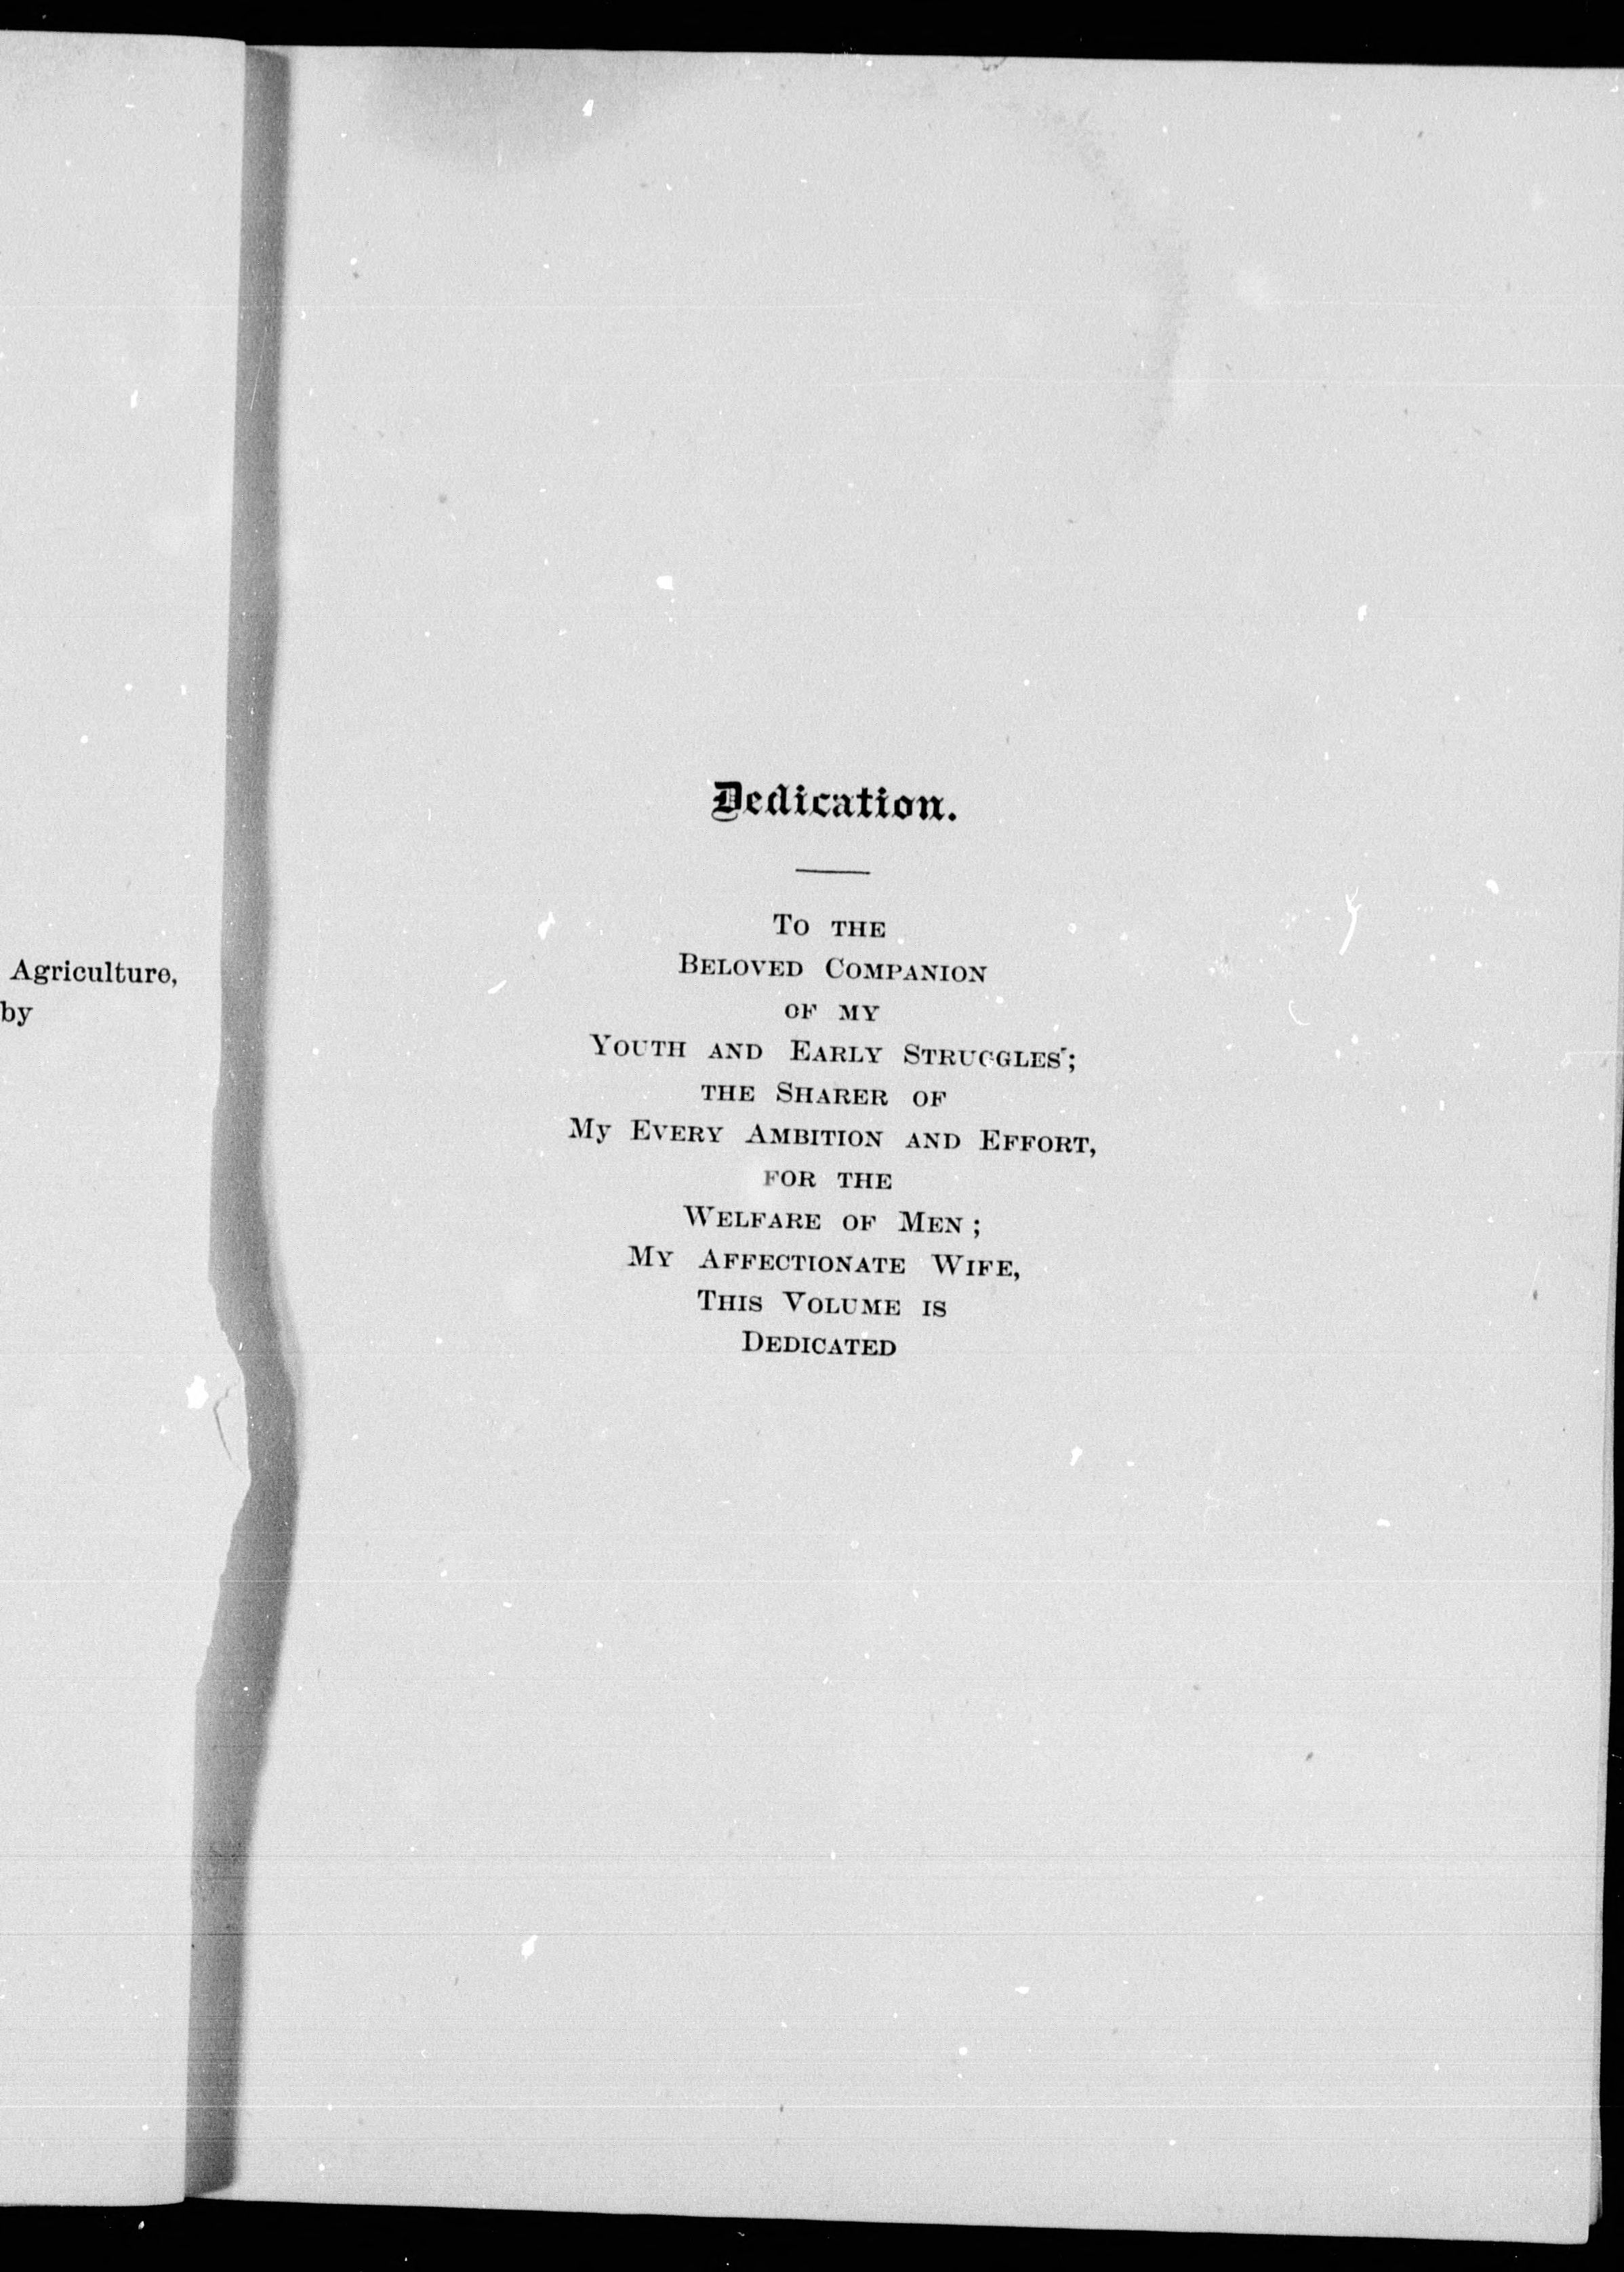 Agriculture,
by
Dedication.
To the
Beloved Companion
of my
Youth and Early Struggles;
the Sharer of
My Every Ambition and Effort,
for the
Welfare of Men;
My Affectionate Wife,
This Volume is
Dedicated